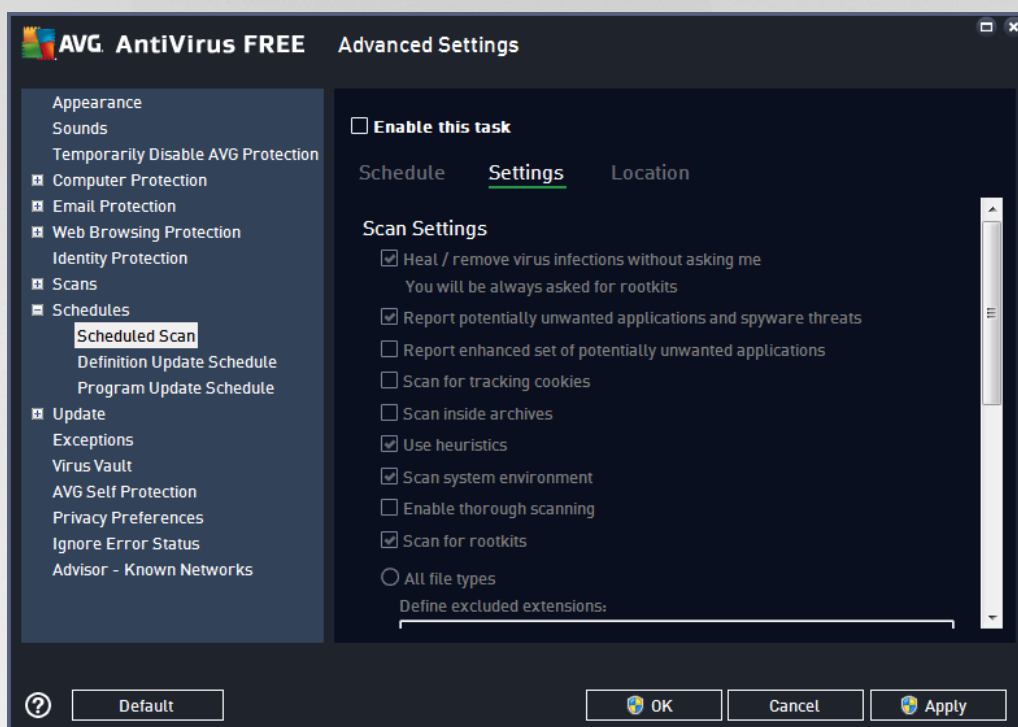 AVG. AntiVirus FREE
Advanced Settings
Appearance
Sounds
Temporarily Disable AVG Protection
Computer Protection
Email Protection
Web Browsing Protection
Identity Protection
Scans
Schedules
Scheduled Scan
Definition Update Schedule
Program Update Schedule
Update
Exceptions
Virus Vault
AVG Self Protection
Privacy Preferences
Ignore Error Status
Advisor - Known Networks
Enable this task
Schedule Settings Location
Scan Settings
Heal / remove virus infections without asking me
You will be always asked for rootkits
Report potentially unwanted applications and spyware threats
Report enhanced set of potentially unwanted applications
Scan for tracking cookies
Scan inside archives
Use heuristics
Scan system environment
Enable thorough scanning
Scan for rootkits
All file types
Define excluded extensions:
? Default OK Cancel Apply